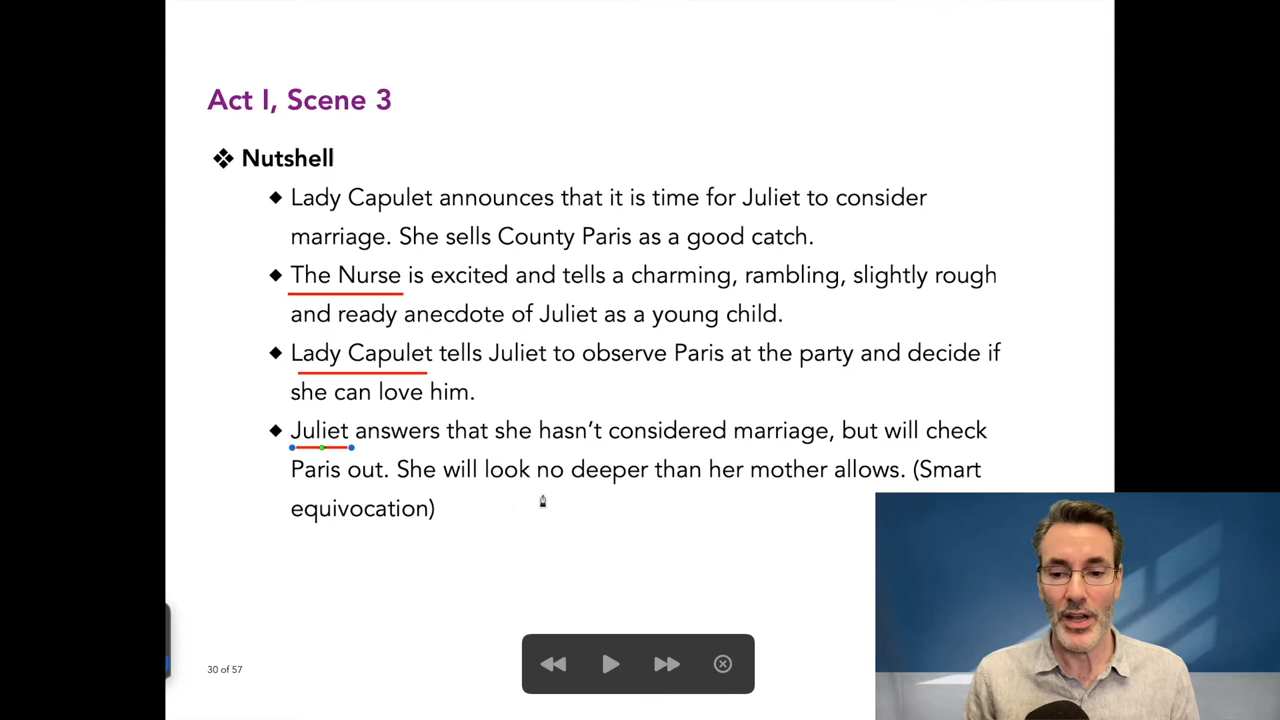 Act I, Scene 3
❖ Nutshell
◆ Lady Capulet announces that it is time for Juliet to consider
marriage. She sells County Paris as a good catch.
◆ The Nurse is excited and tells a charming, rambling, slightly rough
and ready anecdote of Juliet as a young child.
◆ Lady Capulet tells Juliet to observe Paris at the party and decide if
she can love him.
◆ Juliet answers that she hasn’t considered marriage, but will check
Paris out. She will look no deeper than her mother allows. (Smart
equivocation)
30 of 57